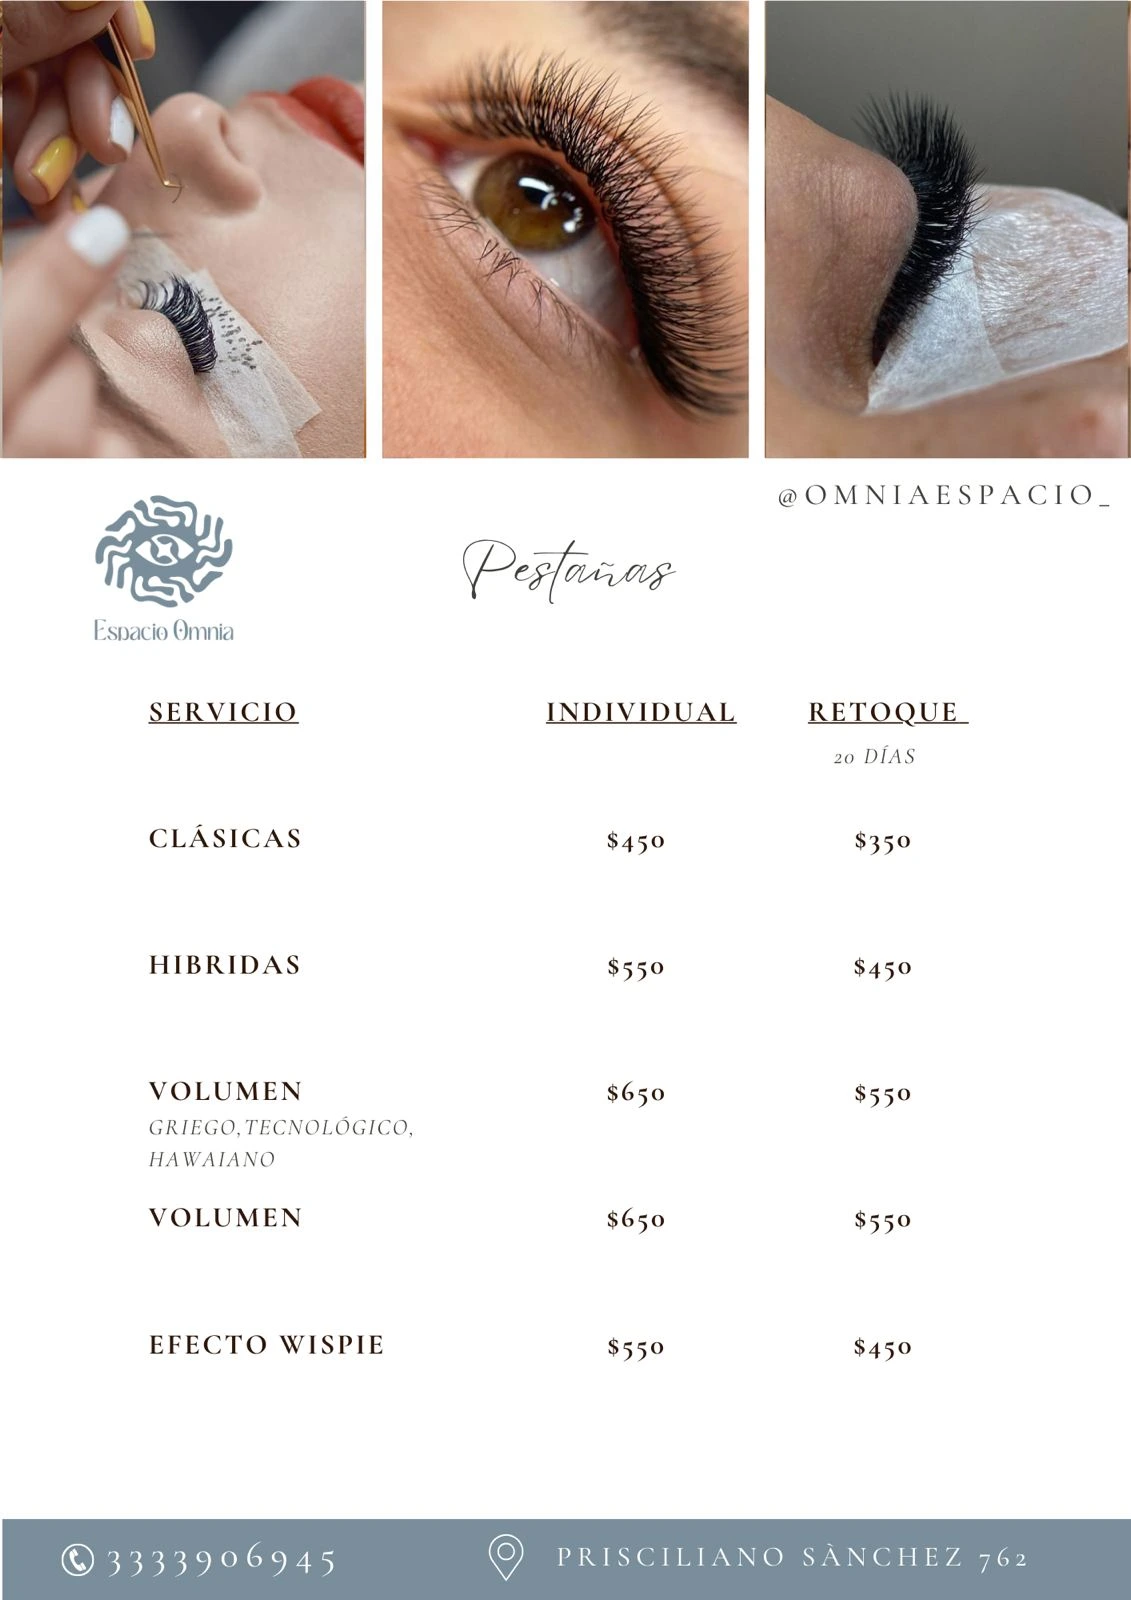 @OMNIAESPACIO_
Espacio Omnia
Pestañas
SERVICIO INDIVIDUAL RETOQUE
20 DÍAS
CLÁSICAS $450 $350
HIBRIDAS $550 $450
VOLUMEN $650 $550
GRIEGO,TECNOLÓGICO,
HAWAIANO
VOLUMEN $650 $550
EFECTO WISPIE $550 $450
3333906945 PRISCILIANO SÀNCHEZ 762